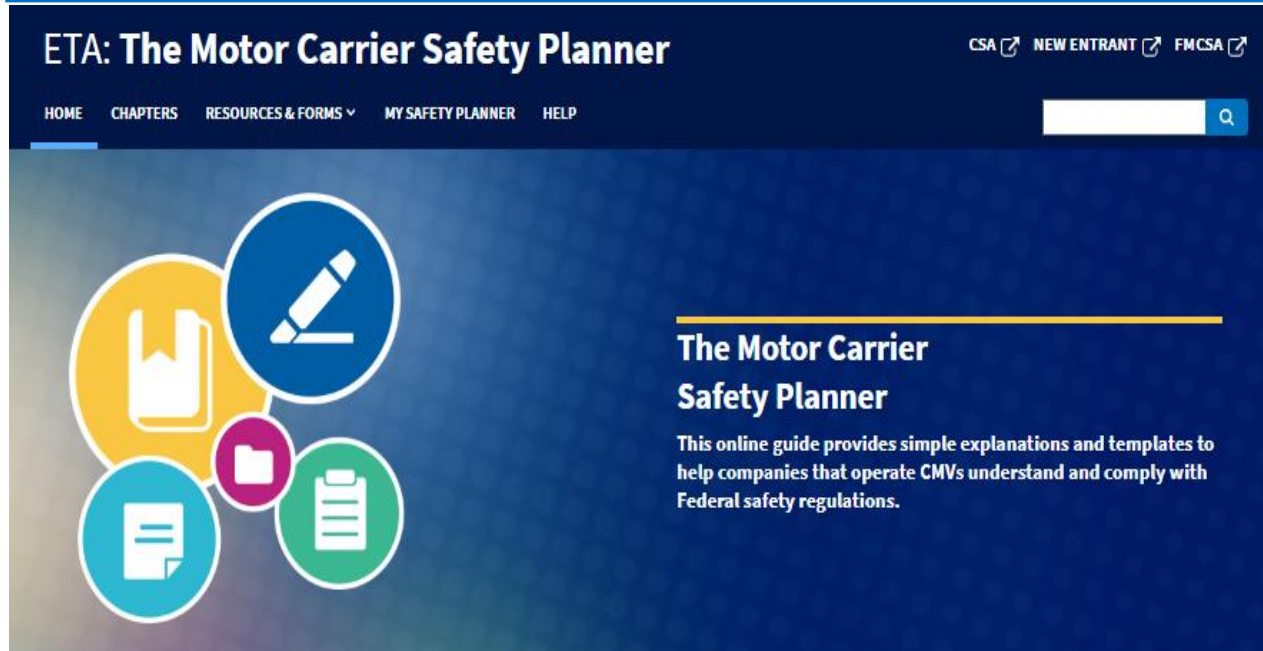 ETA: The Motor Carrier Safety Planner
CSA NEW ENTRANT FMCSA
HOME CHAPTERS RESOURCES & FORMS MY SAFETY PLANNER HELP
The Motor Carrier
Safety Planner
This online guide provides simple explanations and templates to
help companies that operate CMVs understand and comply with
Federal safety regulations.